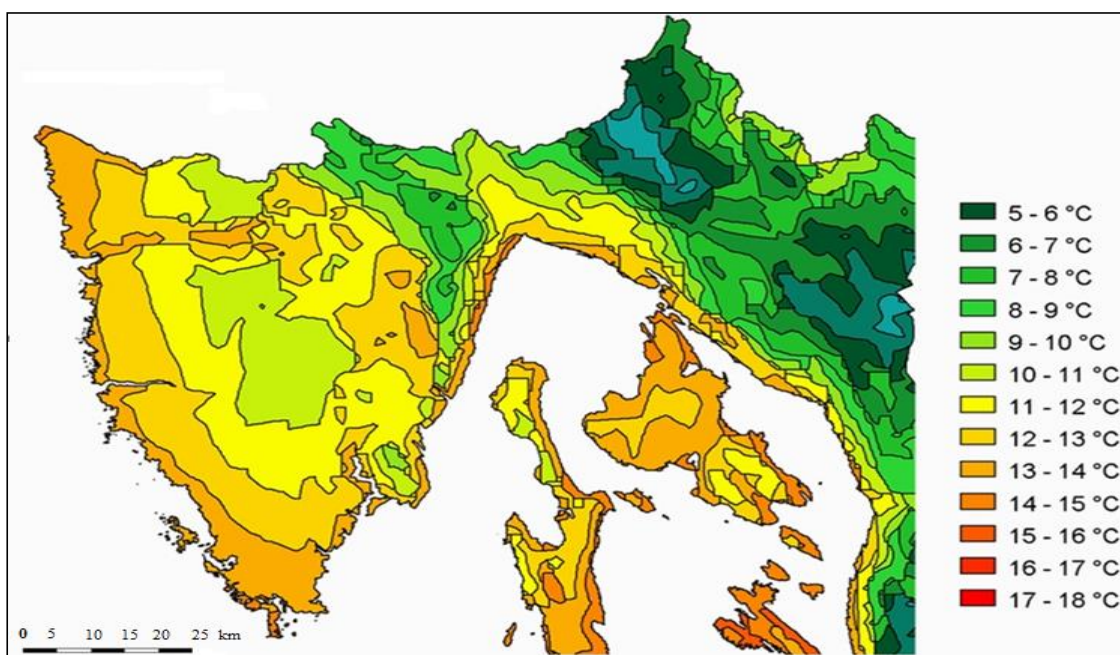 5 - 6 °C
6 - 7 °C
7 - 8 °C
8 - 9 °C
9 - 10 °C
10 - 11 °C
11 - 12 °C
12 - 13 °C
13 - 14 °C
14 - 15 °C
15 - 16 °C
16 - 17 °C
17 - 18 °C
0 5 10 15 20 25 km